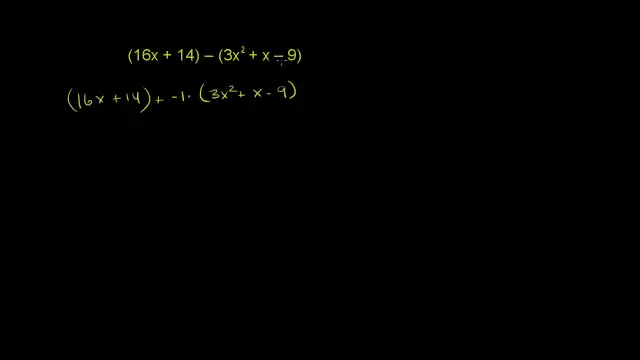 (16x + 14) – (3x² + x – 9)
(16x + 14) + -1 · (3x² + x - 9)